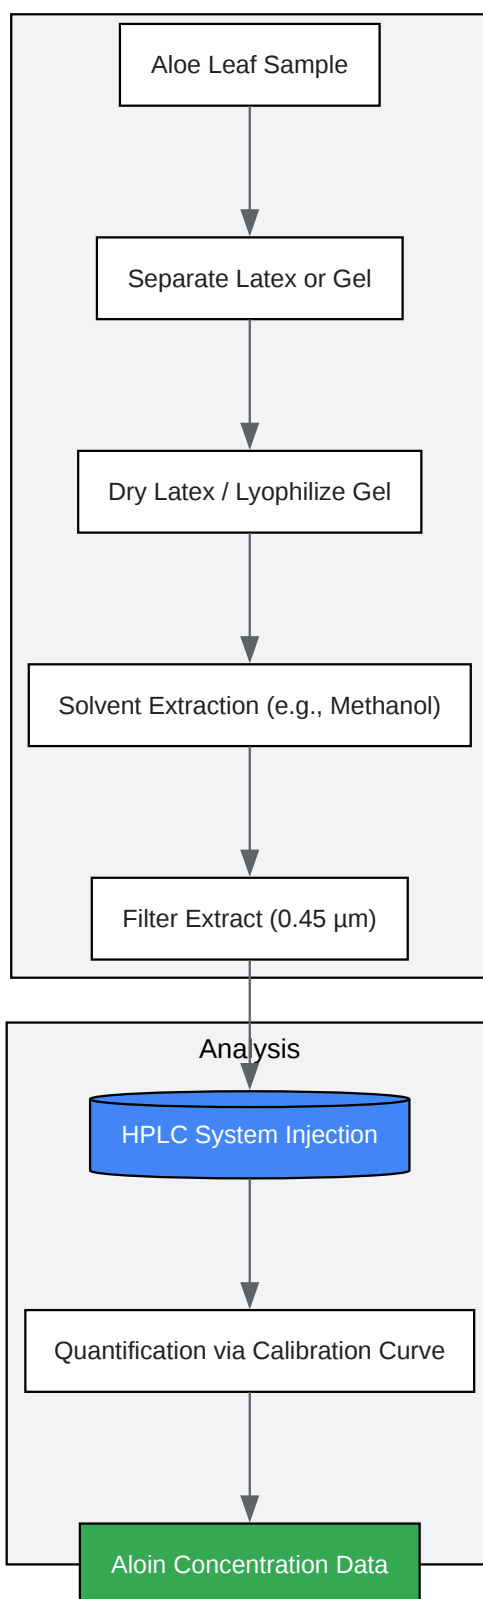 Aloe Leaf Sample
Separate Latex or Gel
Dry Latex / Lyophilize Gel
Solvent Extraction (e.g., Methanol)
Filter Extract (0.45 µm)
Analysis
HPLC System Injection
Quantification via Calibration Curve
Aloin Concentration Data